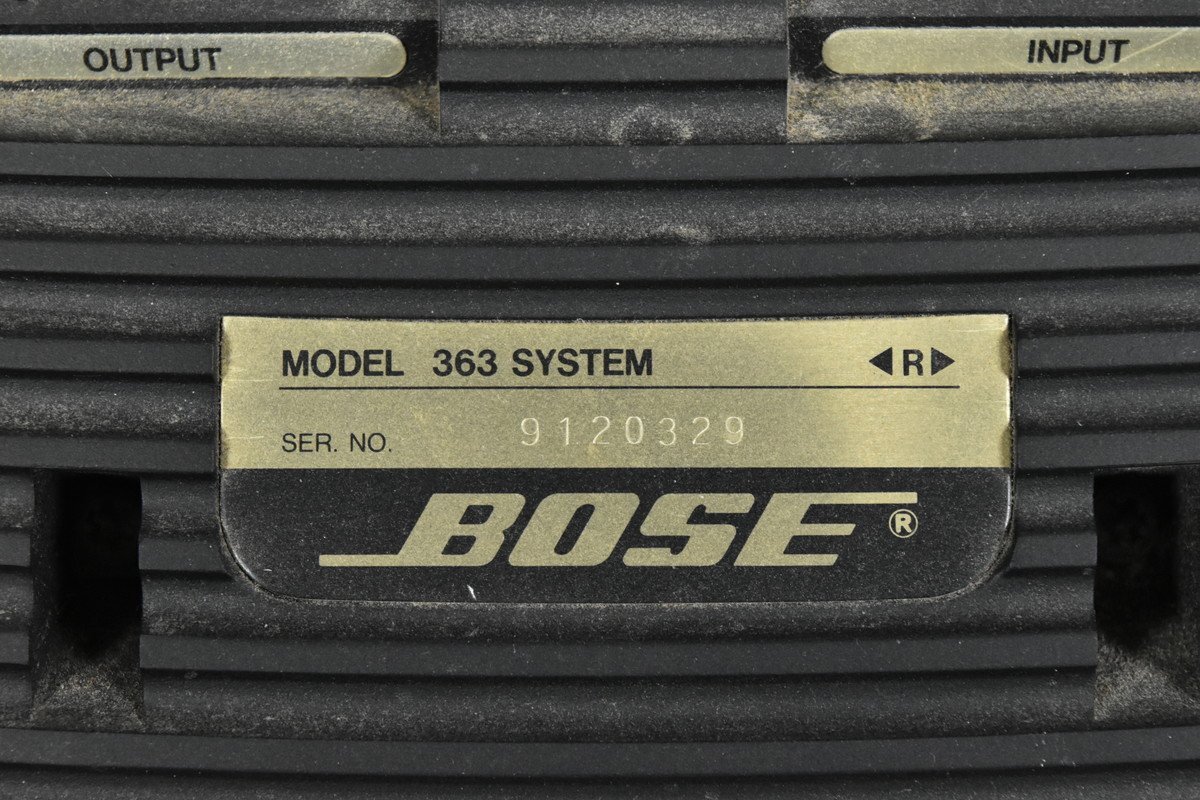 OUTPUT INPUT
MODEL 363 SYSTEM ◀R▶
SER. NO. 9120329
BOSE®